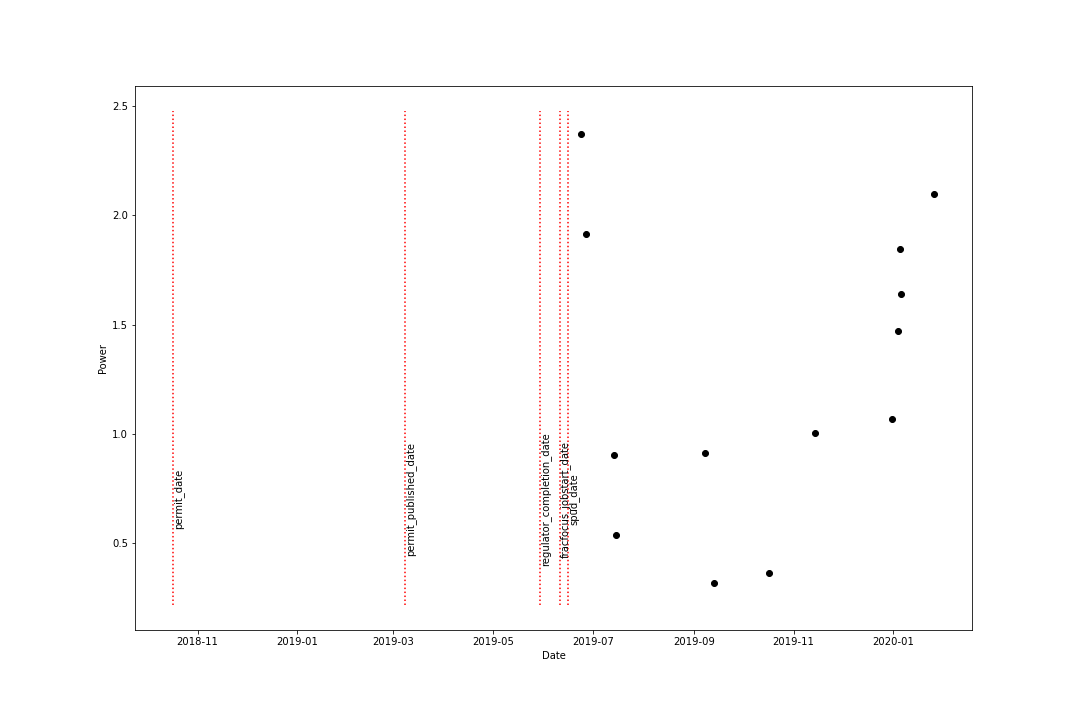 2.5
2.0
1.5
1.0
0.5
Power
permit_date
permit_published_date
regulator_completion_date
fracfocus_jobstart_date
spud_date
2018-11
2019-01
2019-03
2019-05
2019-07
2019-09
2019-11
2020-01
Date